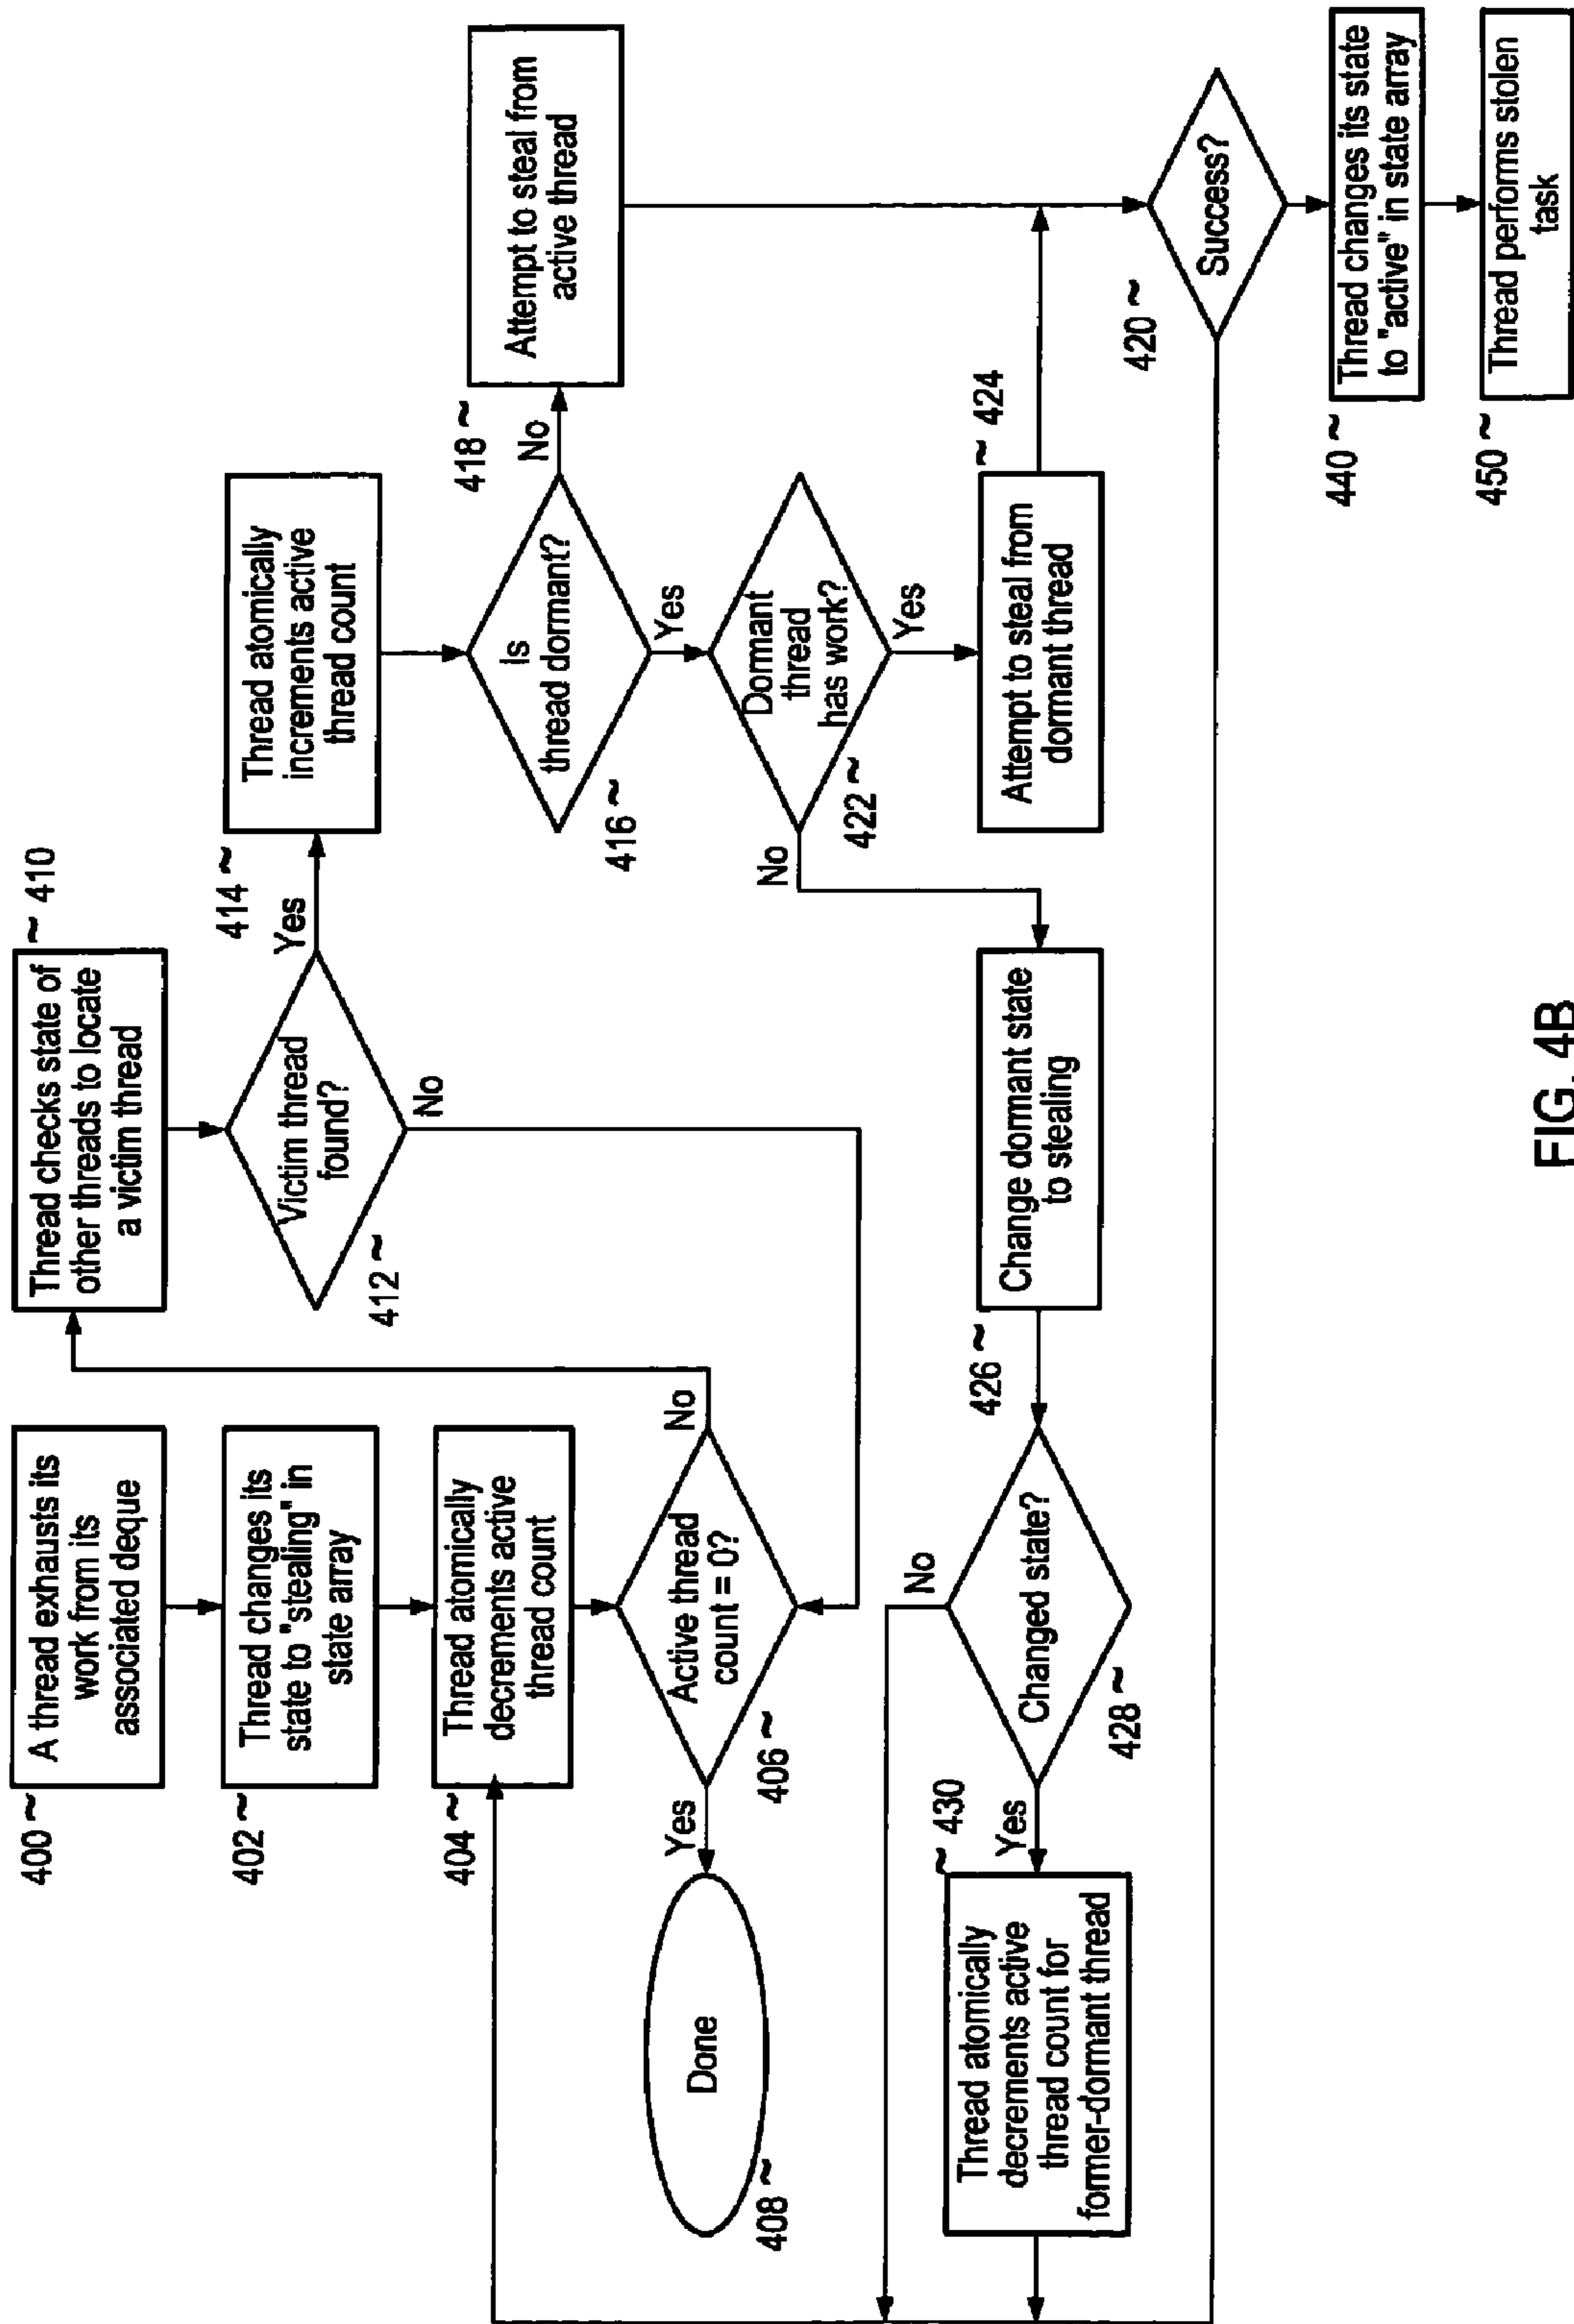 400 ~
A thread exhausts its
work from its
associated deque
402 ~
Thread changes its
state to "stealing" in
state array
404 ~
Thread atomically
decrements active
thread count
Active thread
count = 0?
406 ~
Yes
No
Done
408 ~
~ 410
Thread checks state of
other threads to locate
a victim thread
Victim thread
found?
412 ~
Yes
No
414 ~
Thread atomically
increments active
thread count
Is
thread dormant?
416 ~
No
Yes
418 ~
Attempt to steal from
active thread
Dormant
thread
has work?
422 ~
No
Yes
~ 424
Attempt to steal from
dormant thread
Change dormant state
to stealing
426 ~
Changed state?
428 ~
No
Yes
~ 430
Thread atomically
decrements active
thread count for
former-dormant thread
Success?
420 ~
Thread changes its state
to "active" in state array
440 ~
Thread performs stolen
task
450 ~
FIG. 4B